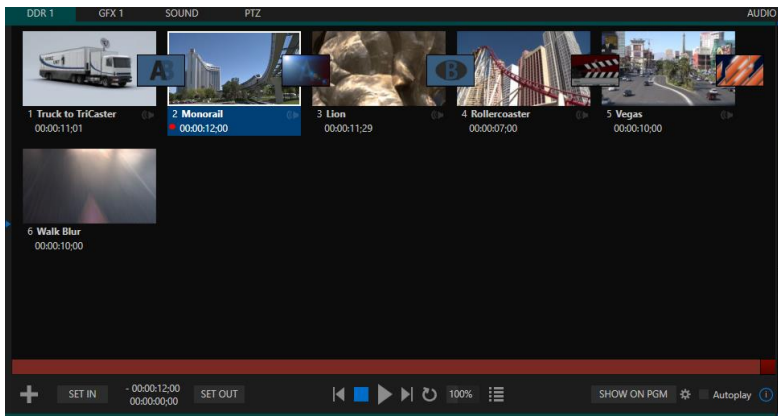 DDR 1 GFX 1 SOUND PTZ AUDIO
1 Truck to TriCaster
00:00:11;01
2 Monorail
00:00:12;00
3 Lion
00:00:11;29
4 Rollercoaster
00:00:07;00
5 Vegas
00:00:10;00
AB
B
6 Walk Blur
00:00:10;00
SET IN
- 00:00:12;00
00:00:00;00
SET OUT
100%
SHOW ON PGM
Autoplay